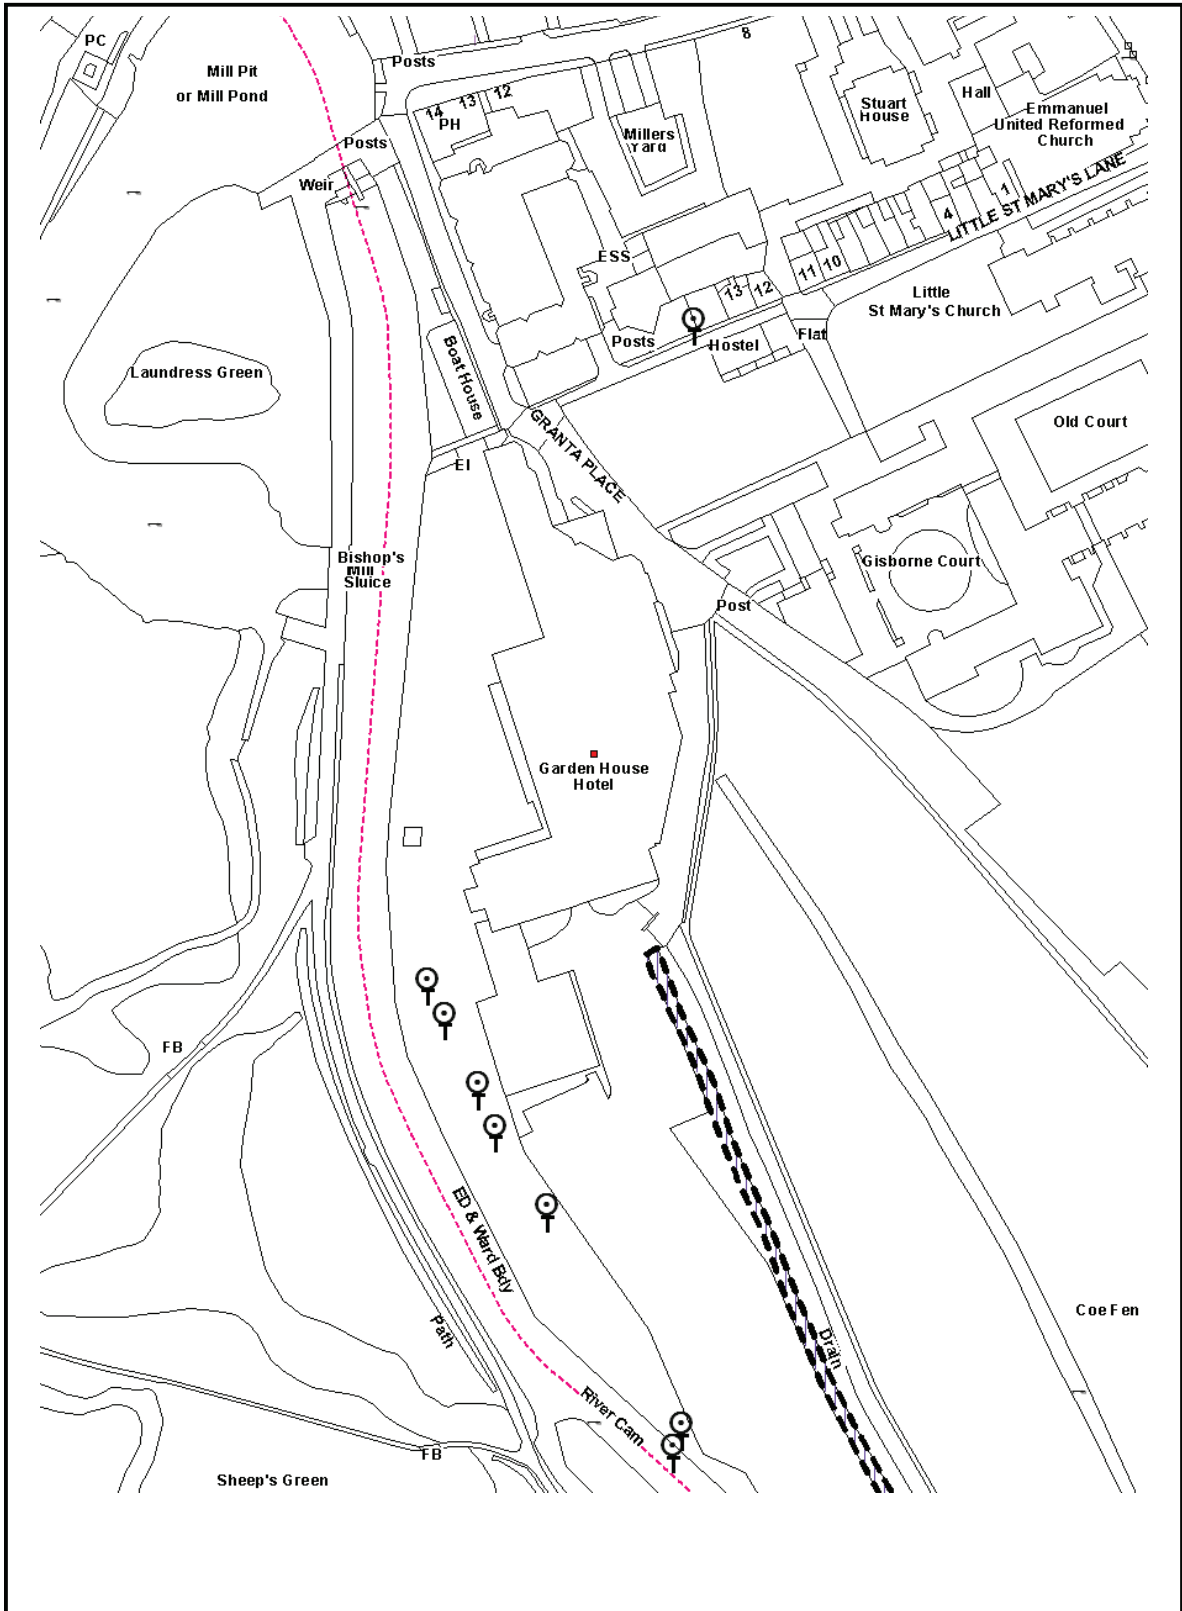 PC
Mill Pit
or Mill Pond
Posts
8
14
13
12
PH
Millers
Yard
Stuart
House
Hall
Emmanuel
United Reformed
Church
Posts
Weir
1
4
LITTLE ST MARY'S LANE
ESS
11
10
13
12
Little
St Mary's Church
Posts
Hostel
Flat
Laundress Green
Boat House
GRANTA PLACE
Old Court
El
Bishop's
Mill
Sluice
Gisborne Court
Post
Garden House
Hotel
FB
ED & Ward Bdy
Path
Drain
Coe Fen
River Cam
FB
Sheep's Green